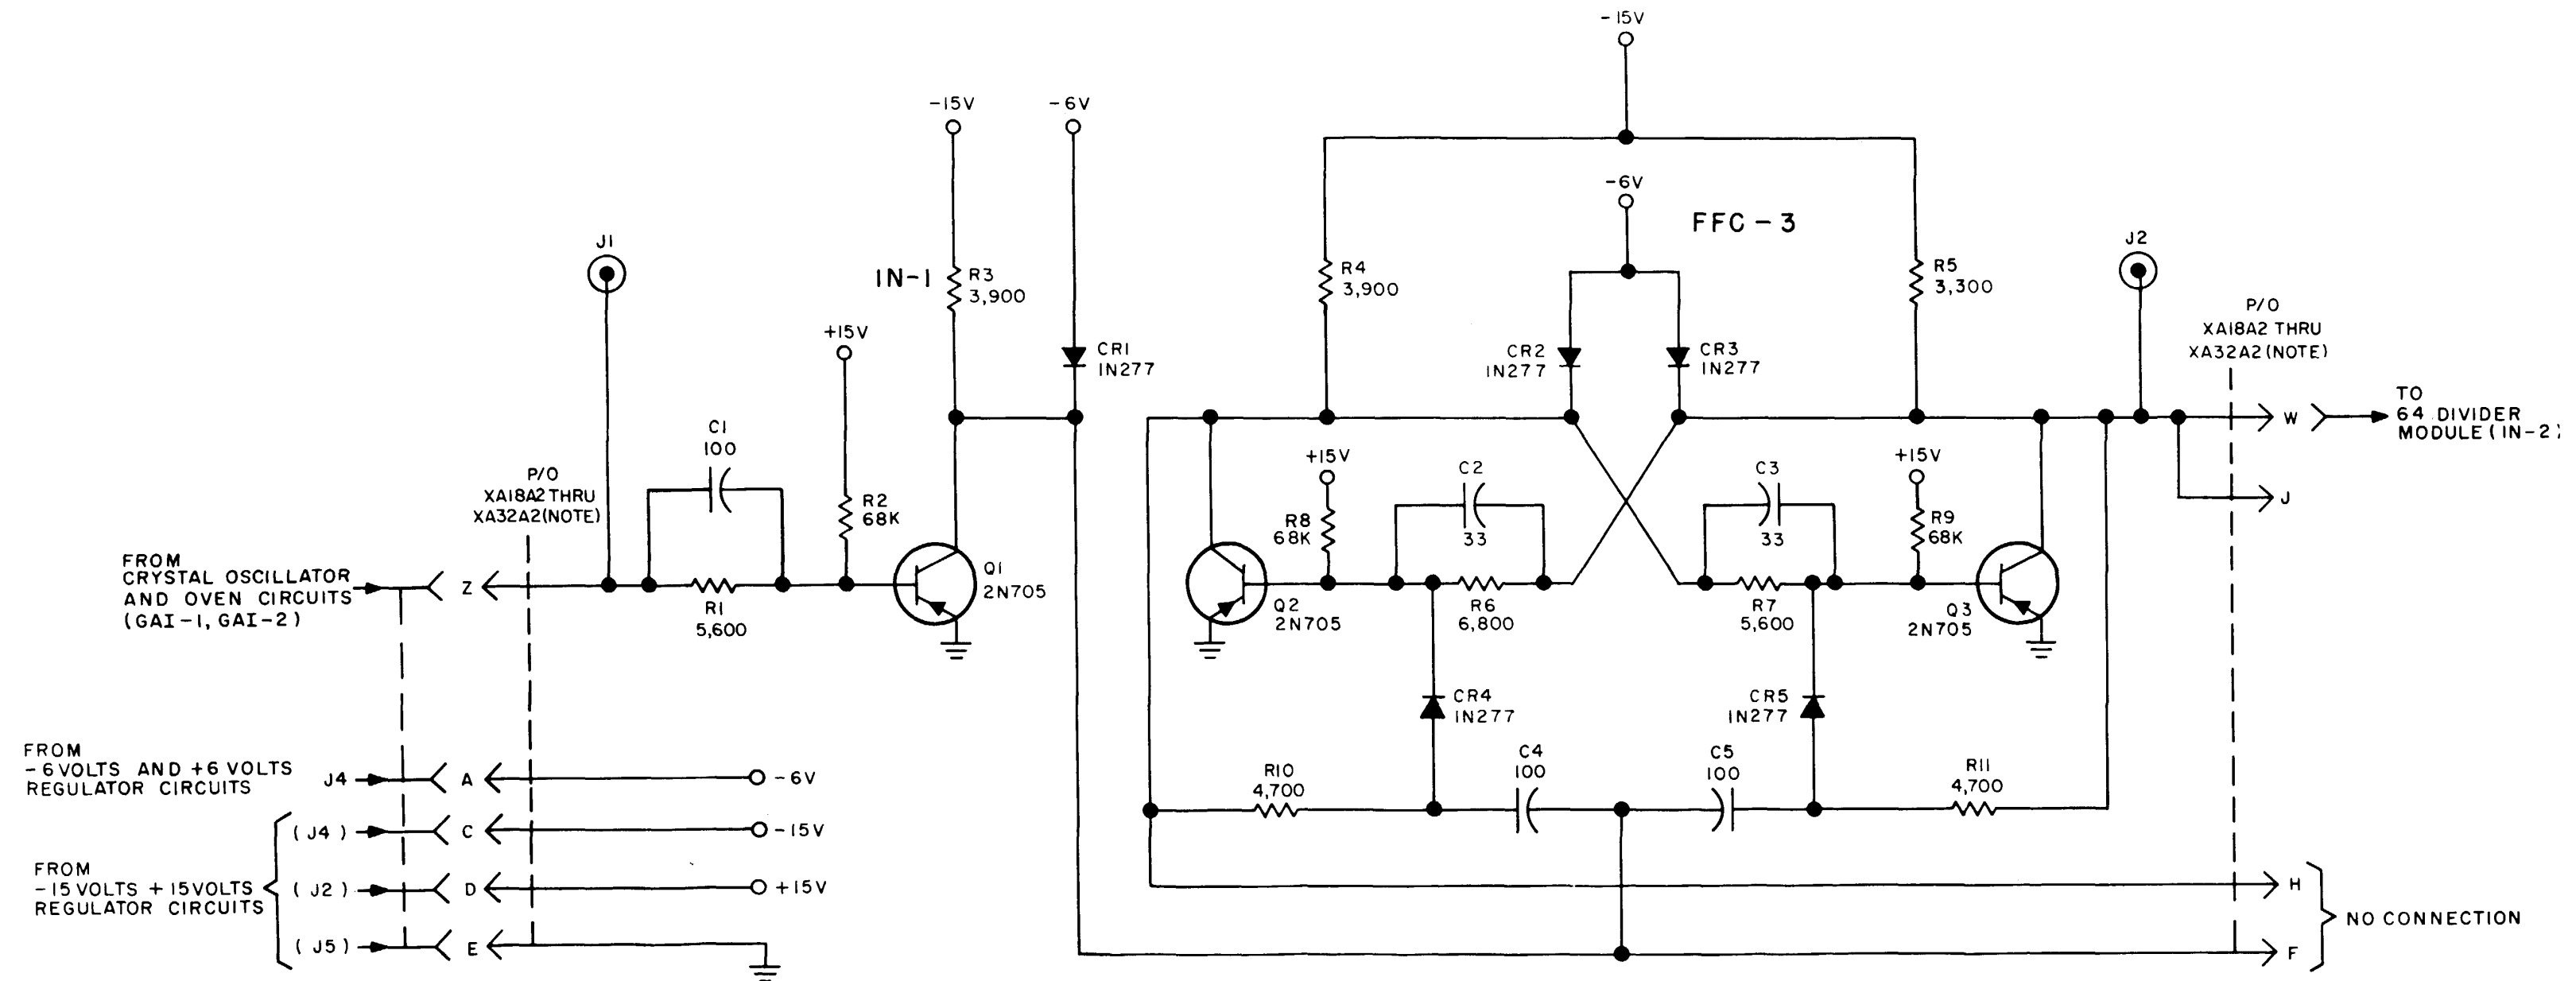 -15V
-15V
-6V
-6V
FFC-3
J1
IN-1
R3
3,900
R4
3,900
R5
3,300
J2
P/O
XA18A2 THRU
XA32A2(NOTE)
+15V
CR1
1N277
CR2
1N277
CR3
1N277
W
TO
64 DIVIDER
MODULE(IN-2)
C1
100
P/O
XA18A2 THRU
XA32A2(NOTE)
R2
68K
+15V
R8
68K
C2
33
C3
33
+15V
R9
68K
J
FROM
CRYSTAL OSCILLATOR
AND OVEN CIRCUITS
(GAI-1, GAI-2)
Z
R1
5,600
Q1
2N705
Q2
2N705
R6
6,800
R7
5,600
Q3
2N705
CR4
1N277
CR5
1N277
FROM
-6 VOLTS AND +6 VOLTS
REGULATOR CIRCUITS
J4
A
-6V
R10
4,700
C4
100
C5
100
R11
4,700
(J4)
C
-15V
FROM
-15 VOLTS +15 VOLTS
REGULATOR CIRCUITS
(J2)
D
+15V
(J5)
E
H
F
NO CONNECTION